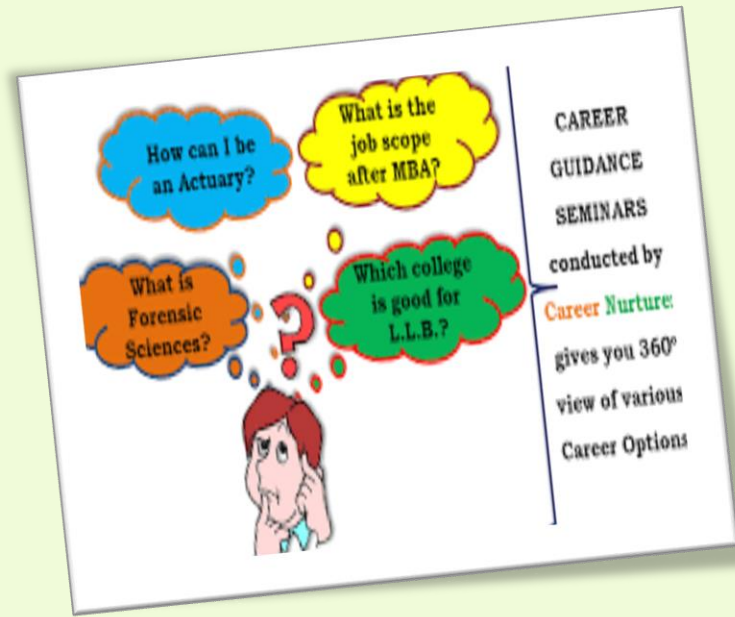 How can I be
an Actuary?
What is the
job scope
after MBA?
What is
Forensic
Sciences?
Which college
is good for
L.L.B.?
?
CAREER
GUIDANCE
SEMINARS
conducted by
Career Nurture:
gives you 360°
view of various
Career Options